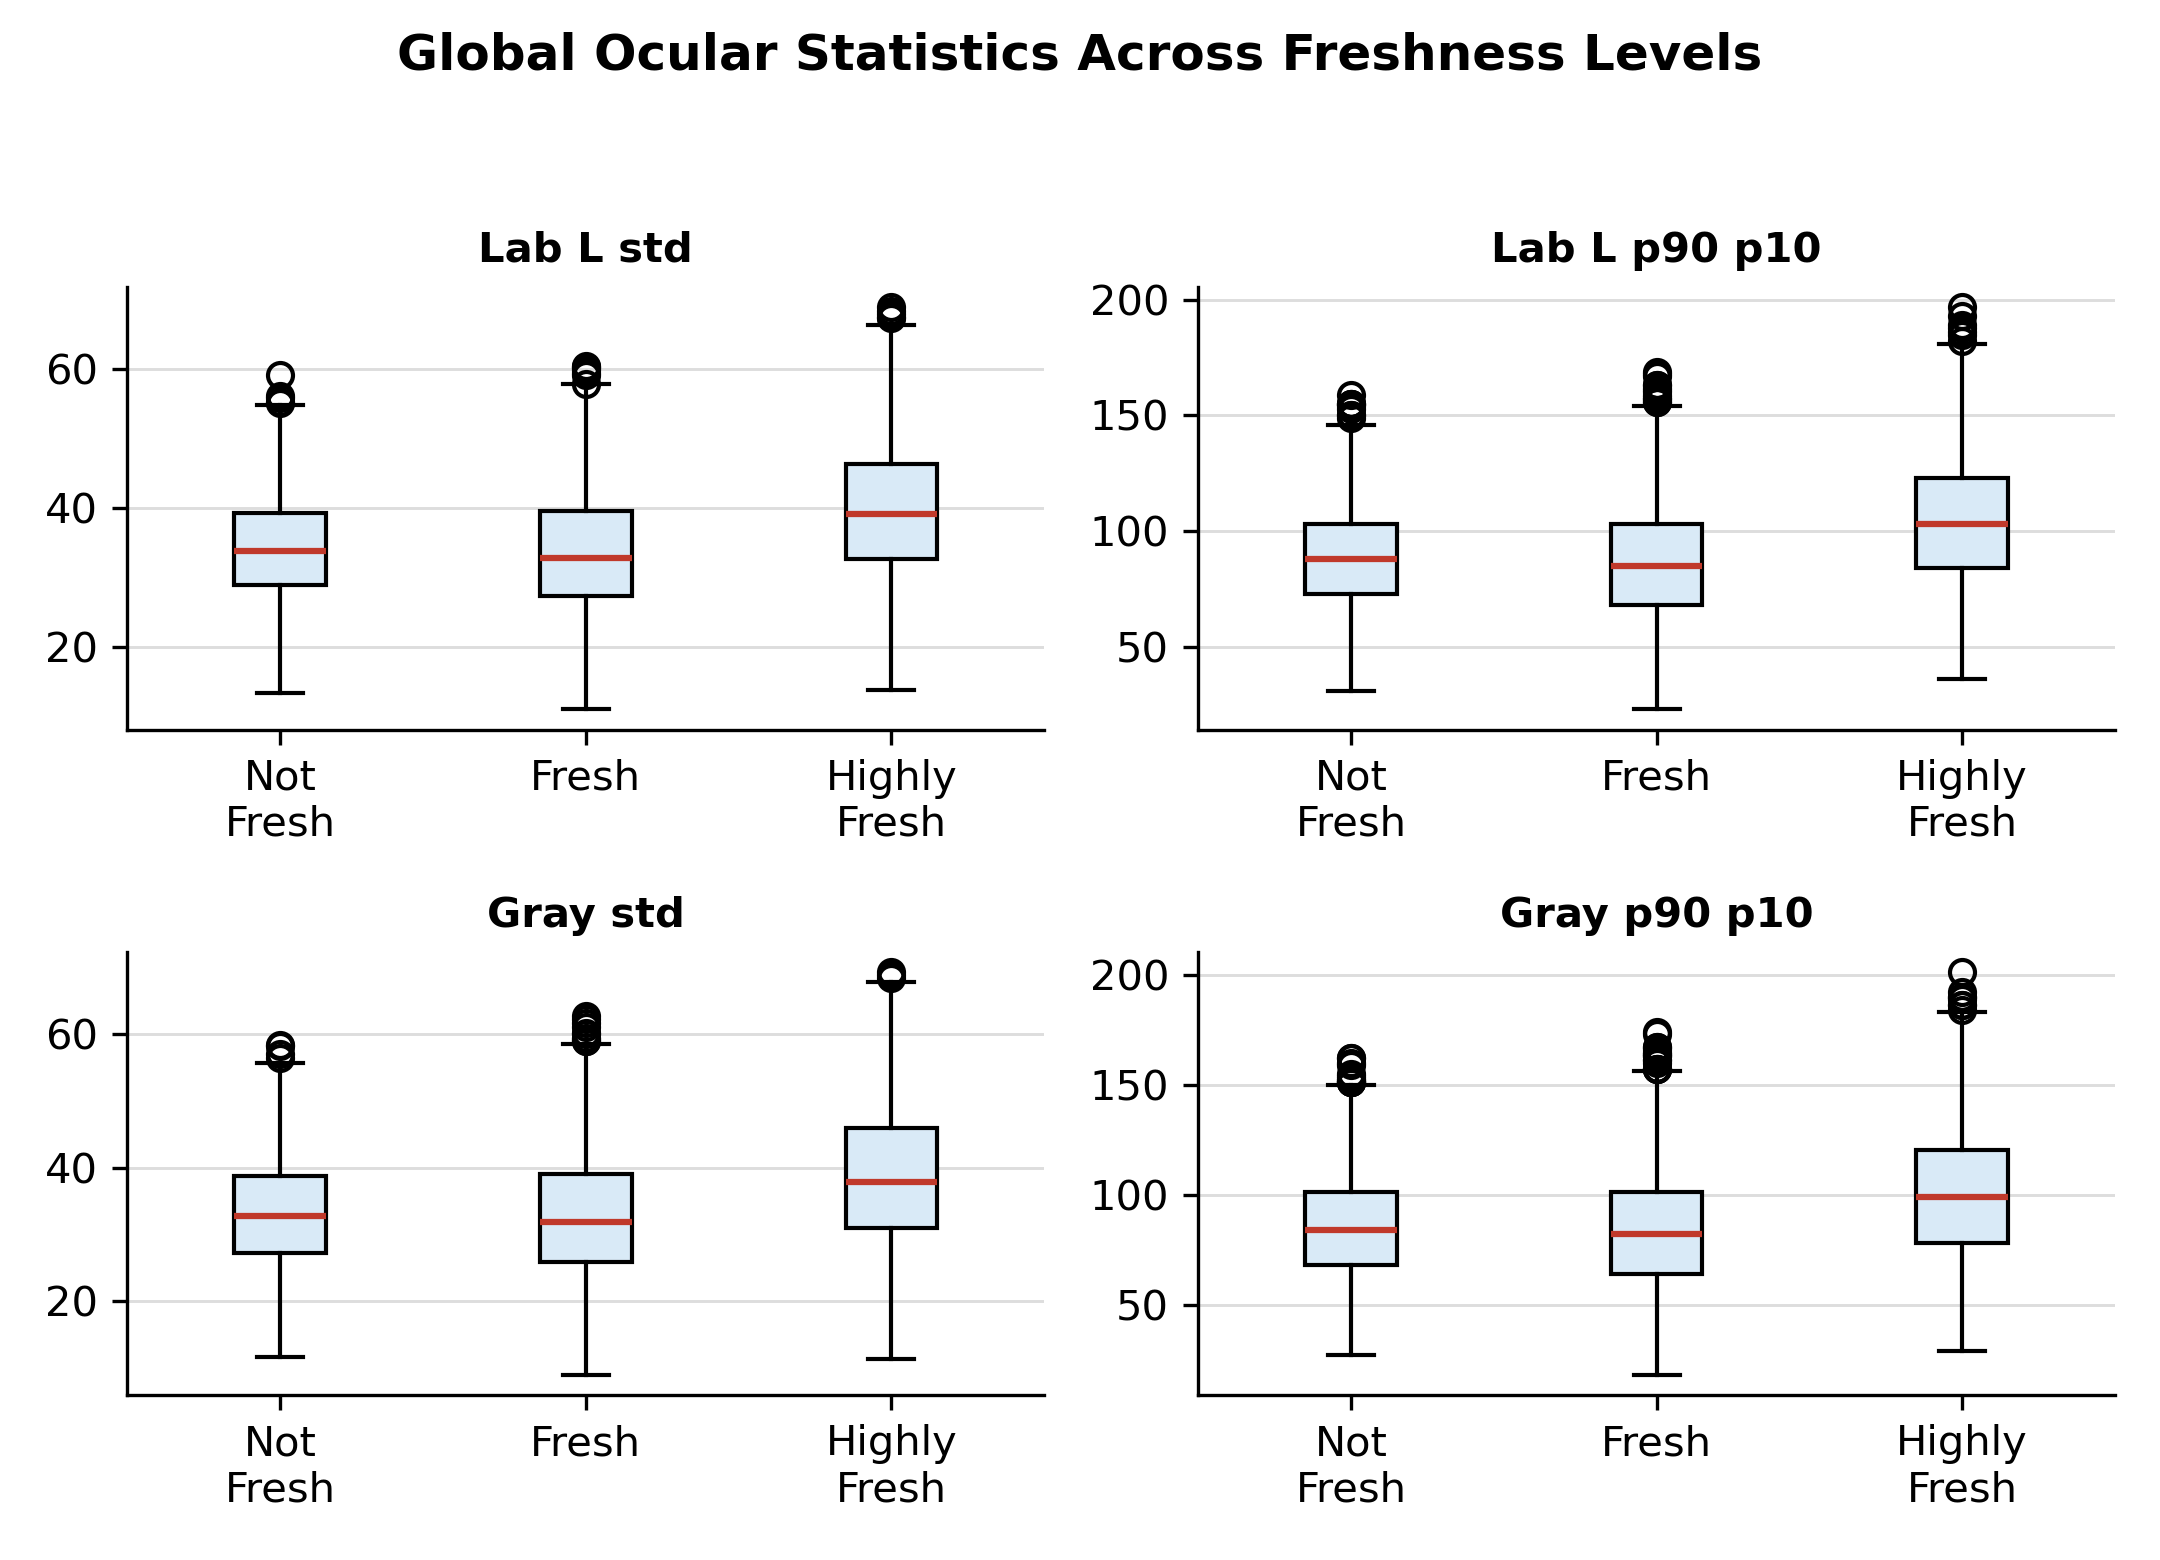 Global Ocular Statistics Across Freshness Levels
Lab L std
60
40
20
Not
Fresh
Fresh
Highly
Fresh
Lab L p90 p10
200
150
100
50
Not
Fresh
Fresh
Highly
Fresh
Gray std
60
40
20
Not
Fresh
Fresh
Highly
Fresh
Gray p90 p10
200
150
100
50
Not
Fresh
Fresh
Highly
Fresh